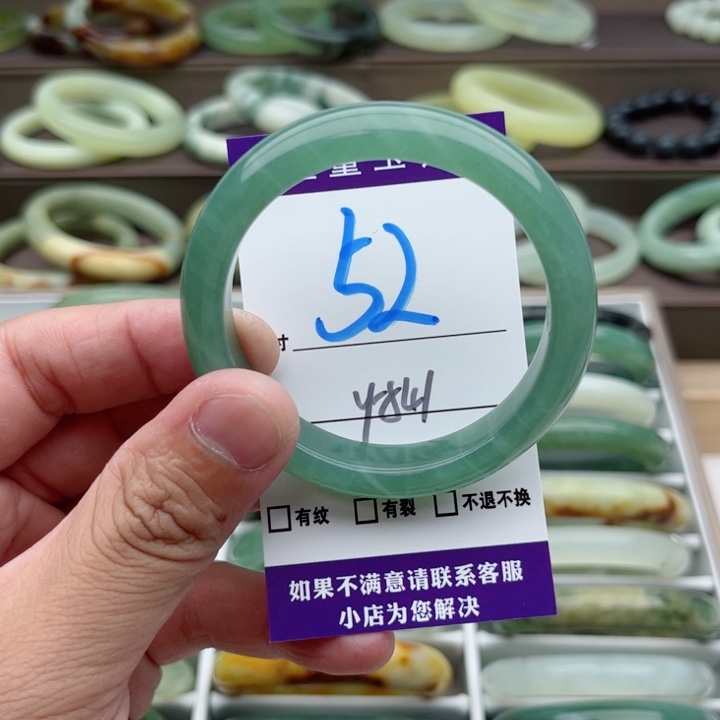 52
寸
y841
有纹 有裂 不退不换
如果不满意请联系客服
小店为您解决